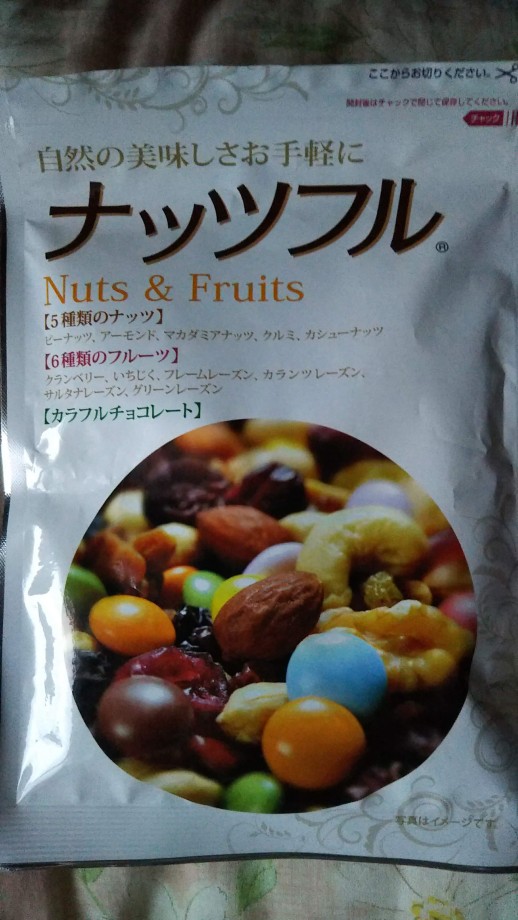 ここからお切りください。
開封後はチャックで閉じて保存してください。
チャック
自然の美味しさお手軽に
ナッツフル®
Nuts & Fruits
【5種類のナッツ】
ピーナッツ、アーモンド、マカダミアナッツ、クルミ、カシューナッツ
【6種類のフルーツ】
クランベリー、いちじく、フレームレーズン、カランツレーズン、
サルタナレーズン、グリーンレーズン
【カラフルチョコレート】
写真はイメージです。